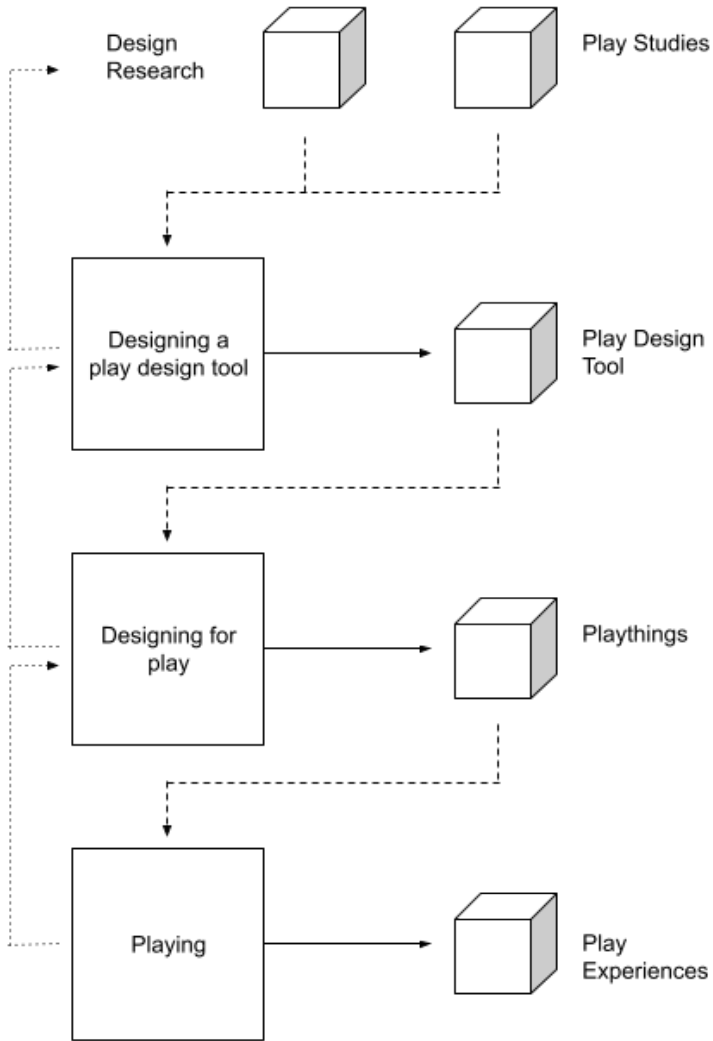 Design
Research
Play Studies
Designing a
play design tool
Play Design
Tool
Designing for
play
Playthings
Playing
Play
Experiences